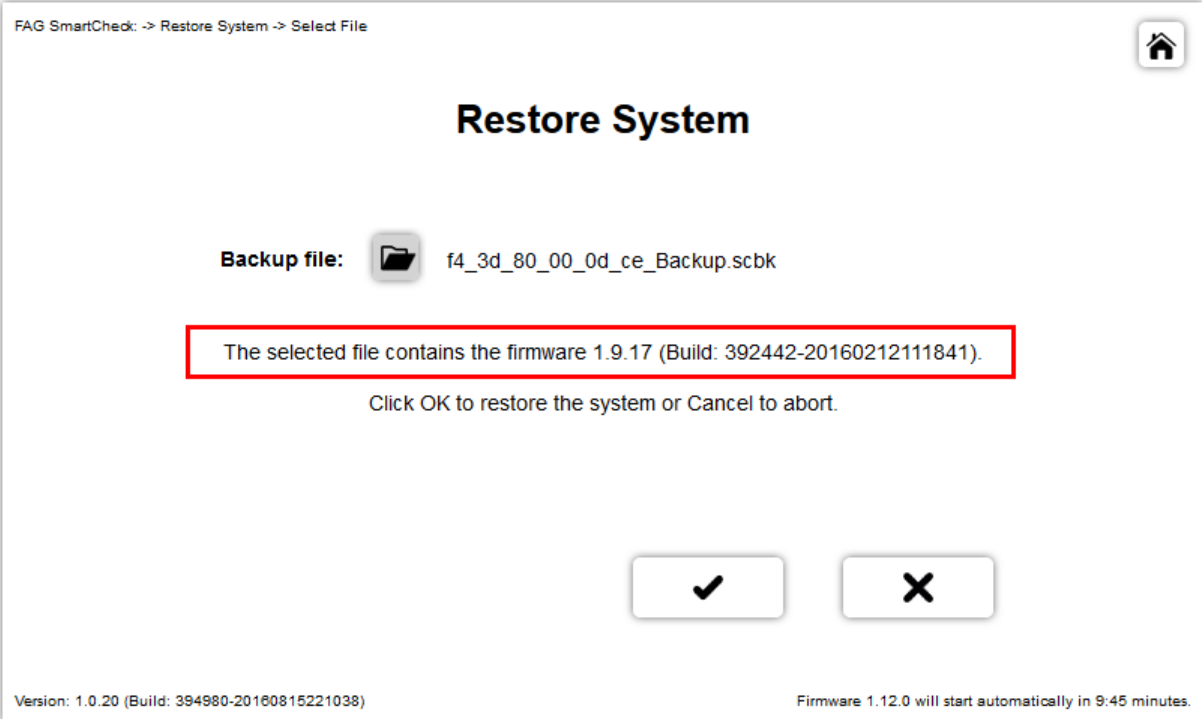 FAG SmartCheck: -> Restore System -> Select File
Restore System
Backup file: f4_3d_80_00_0d_ce_Backup.scbk
The selected file contains the firmware 1.9.17 (Build: 392442-20160212111841).
Click OK to restore the system or Cancel to abort.
Version: 1.0.20 (Build: 394980-20160815221038)
Firmware 1.12.0 will start automatically in 9:45 minutes.